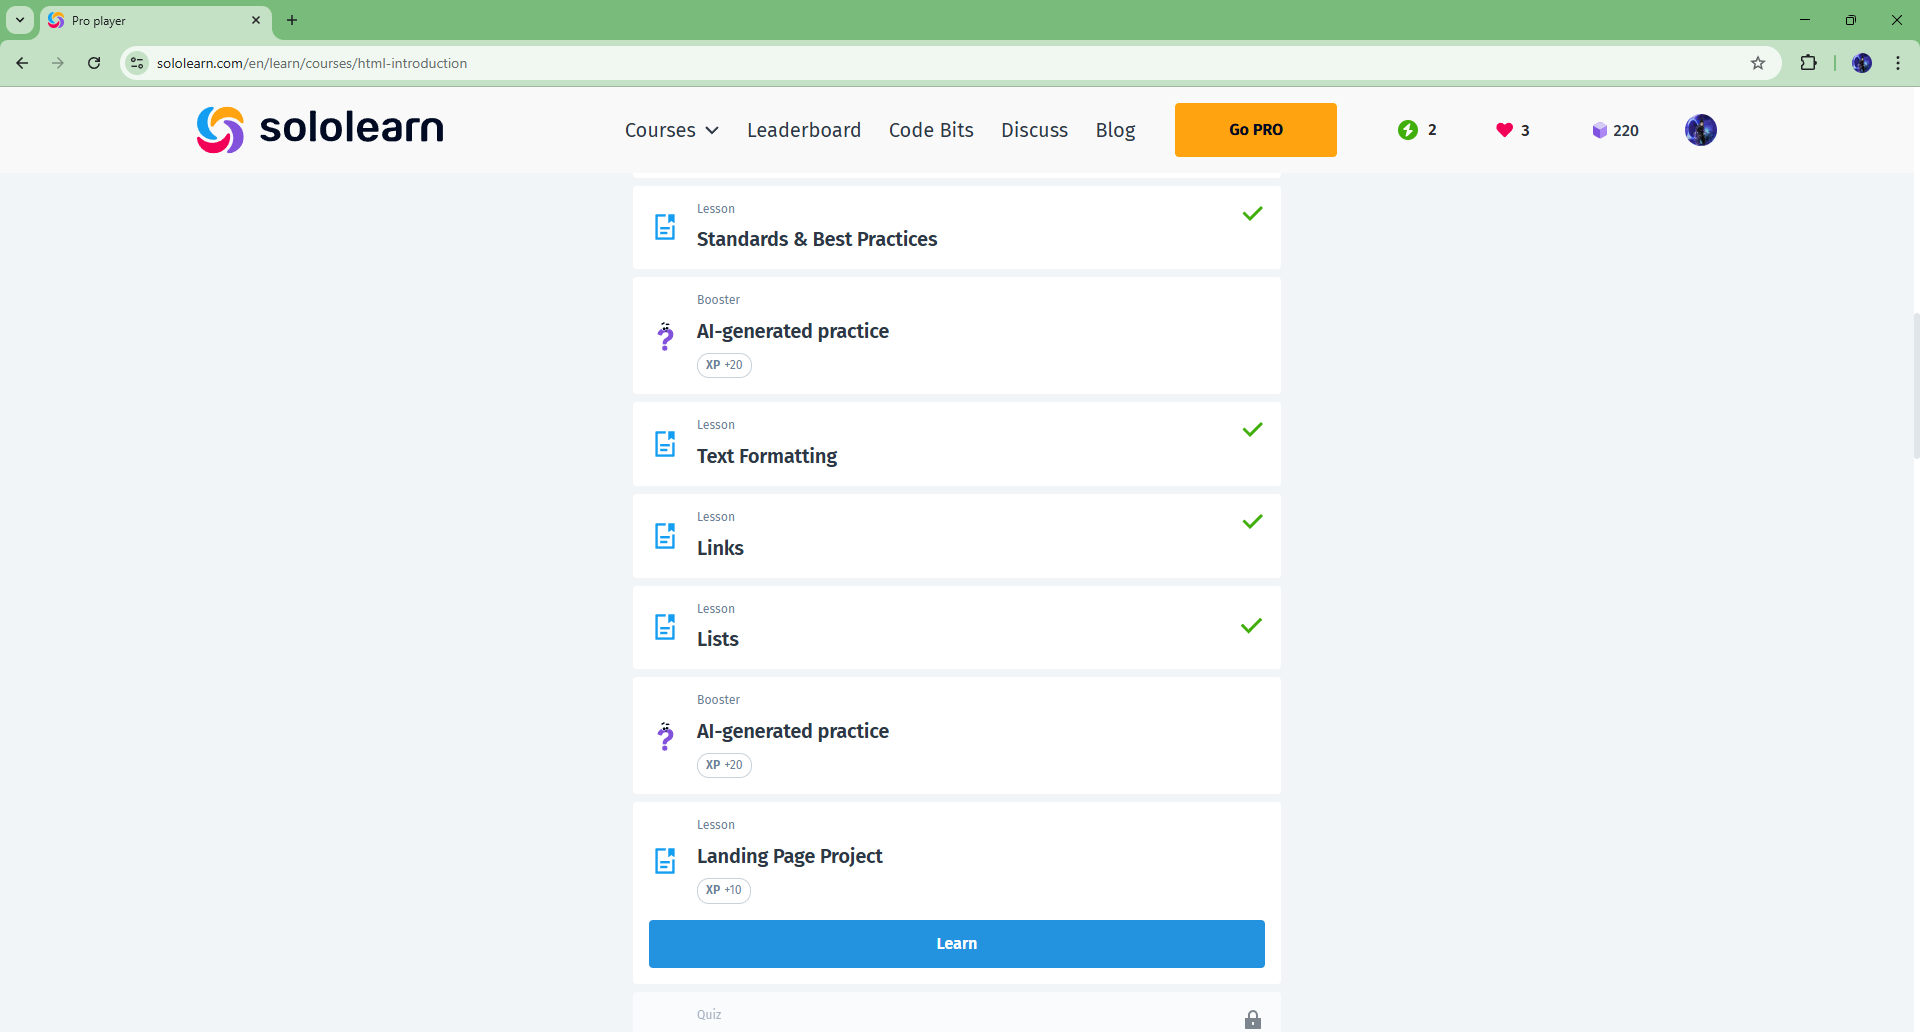 Pro player
sololearn.com/en/learn/courses/html-introduction
sololearn
Courses
Leaderboard
Code Bits
Discuss
Blog
Go PRO
2
3
220
Lesson
Standards & Best Practices
Booster
AI-generated practice
XP +20
Lesson
Text Formatting
Lesson
Links
Lesson
Lists
Booster
AI-generated practice
XP +20
Lesson
Landing Page Project
XP +10
Learn
Quiz